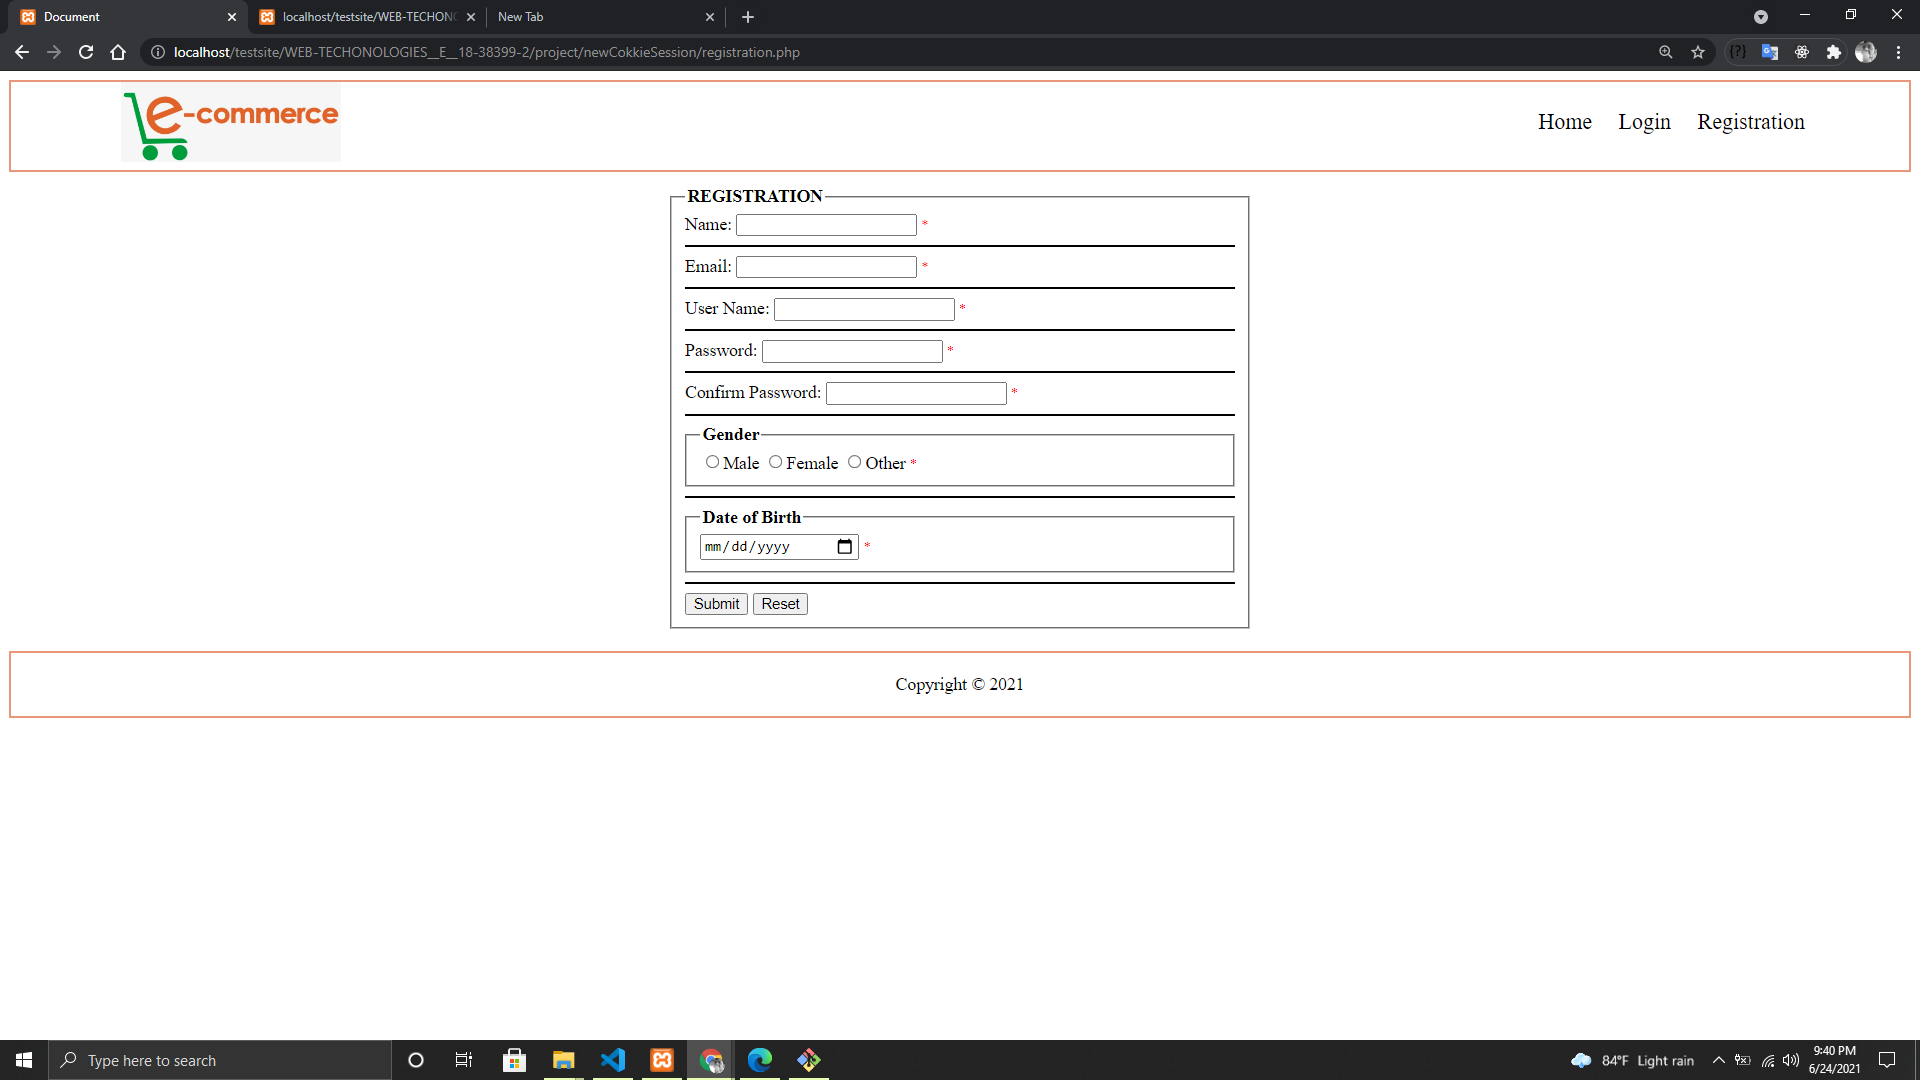 Document
localhost/testsite/WEB-TECHONO
New Tab
localhost/testsite/WEB-TECHONOLOGIES__E__18-38399-2/project/newCokkieSession/registration.php
e-commerce
Home Login Registration
REGISTRATION
Name: *
Email: *
User Name: *
Password: *
Confirm Password: *
Gender
Male Female Other *
Date of Birth
mm/dd/yyyy *
Submit Reset
Copyright © 2021
Type here to search
84°F Light rain
9:40 PM
6/24/2021